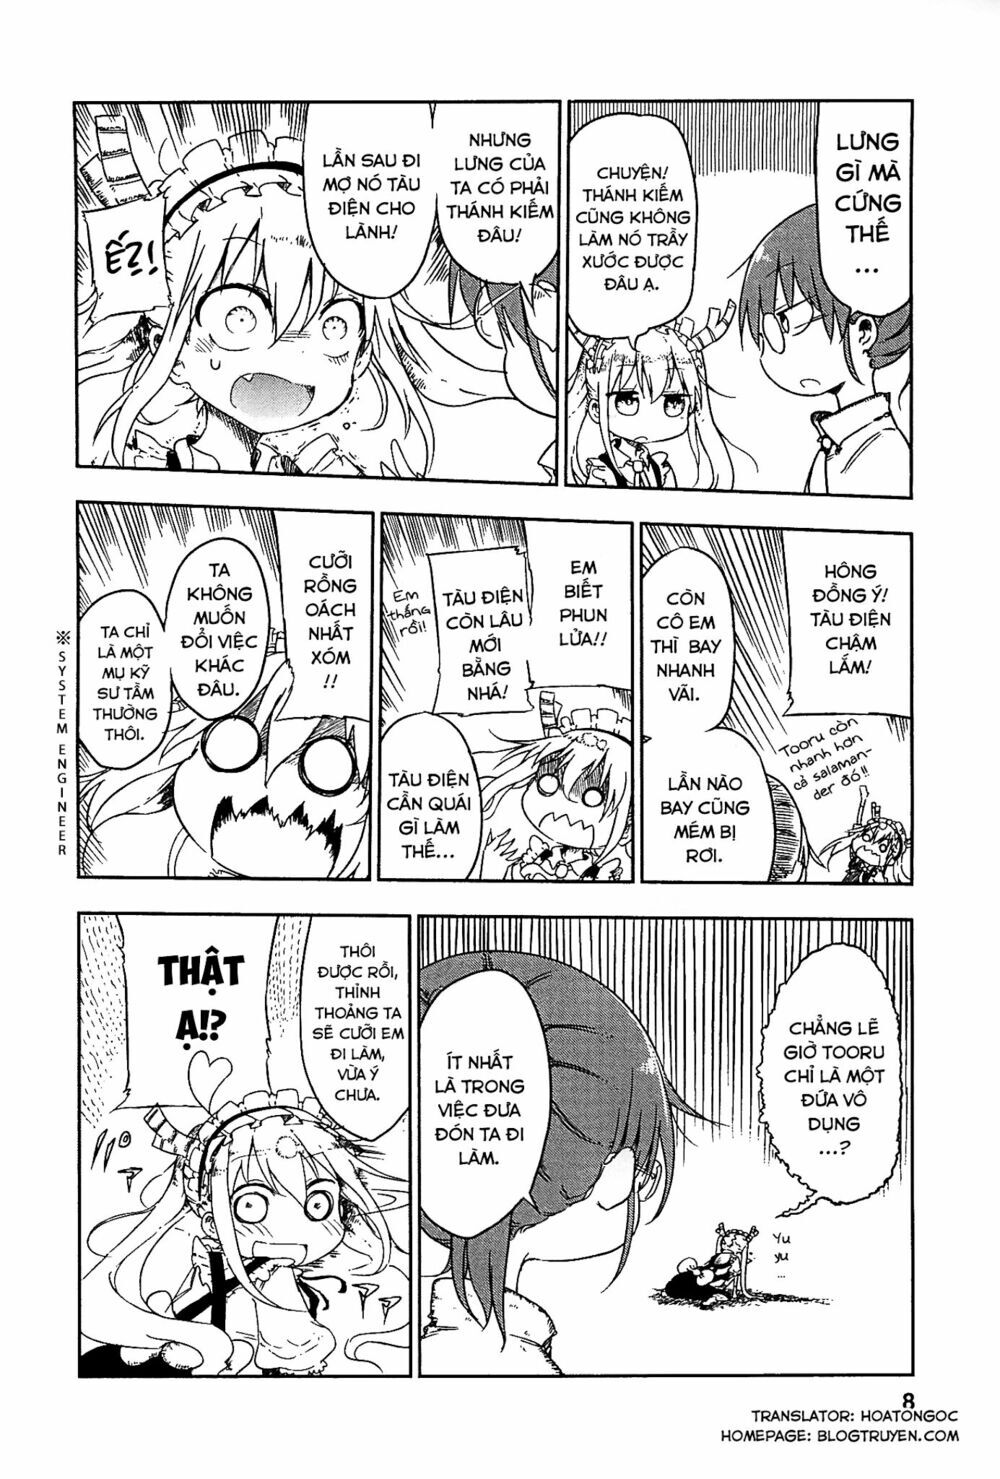 LƯNG
GÌ MÀ
CỨNG
THẾ
...
CHUYỆN!
THÁNH KIẾM
CŨNG KHÔNG
LÀM NÓ TRẦY
XƯỚC ĐƯỢC
ĐÂU Ạ.
NHƯNG
LƯNG CỦA
TA CÓ PHẢI
THÁNH KIẾM
ĐÂU!
LẦN SAU ĐI
MỢ NÓ TÀU
ĐIỆN CHO
LÀNH!
Ế?!
HÔNG
ĐỒNG Ý!
TÀU ĐIỆN
CHẬM
LẮM!
Tooru còn
nhanh hơn
cả salaman-
der đó!!
CÒN
CÔ EM
THÌ BAY
NHANH
VÃI.
LẦN NÀO
BAY CŨNG
MÉM BỊ
RƠI.
EM
BIẾT
PHUN
LỬA!!
TÀU ĐIỆN
CÒN LÂU
MỚI
BẰNG
NHÁ!
Em
thắng
rồi!
TÀU ĐIỆN
CẦN QUÁI
GÌ LÀM
THẾ...
CƯỠI
RỒNG
OÁCH
NHẤT
XÓM
!!
TA
KHÔNG
MUỐN
ĐỔI VIỆC
KHÁC
ĐÂU.
TA CHỈ
LÀ MỘT
MỤ KỸ
SƯ TẦM
THƯỜNG
THÔI.
※ SYSTEM ENGINEER
CHẲNG LẼ
GIỜ TOORU
CHỈ LÀ MỘT
ĐỨA VÔ
DỤNG
...?
Yu
yu
...
ÍT NHẤT
LÀ TRONG
VIỆC ĐƯA
ĐÓN TA ĐI
LÀM.
THÔI
ĐƯỢC RỒI,
THỈNH
THOẢNG TA
SẼ CƯỠI EM
ĐI LÀM,
VỪA Ý
CHƯA.
THẬT
Ạ!?
8
TRANSLATOR: HOATONGOC
HOMEPAGE: BLOGTRUYEN.COM